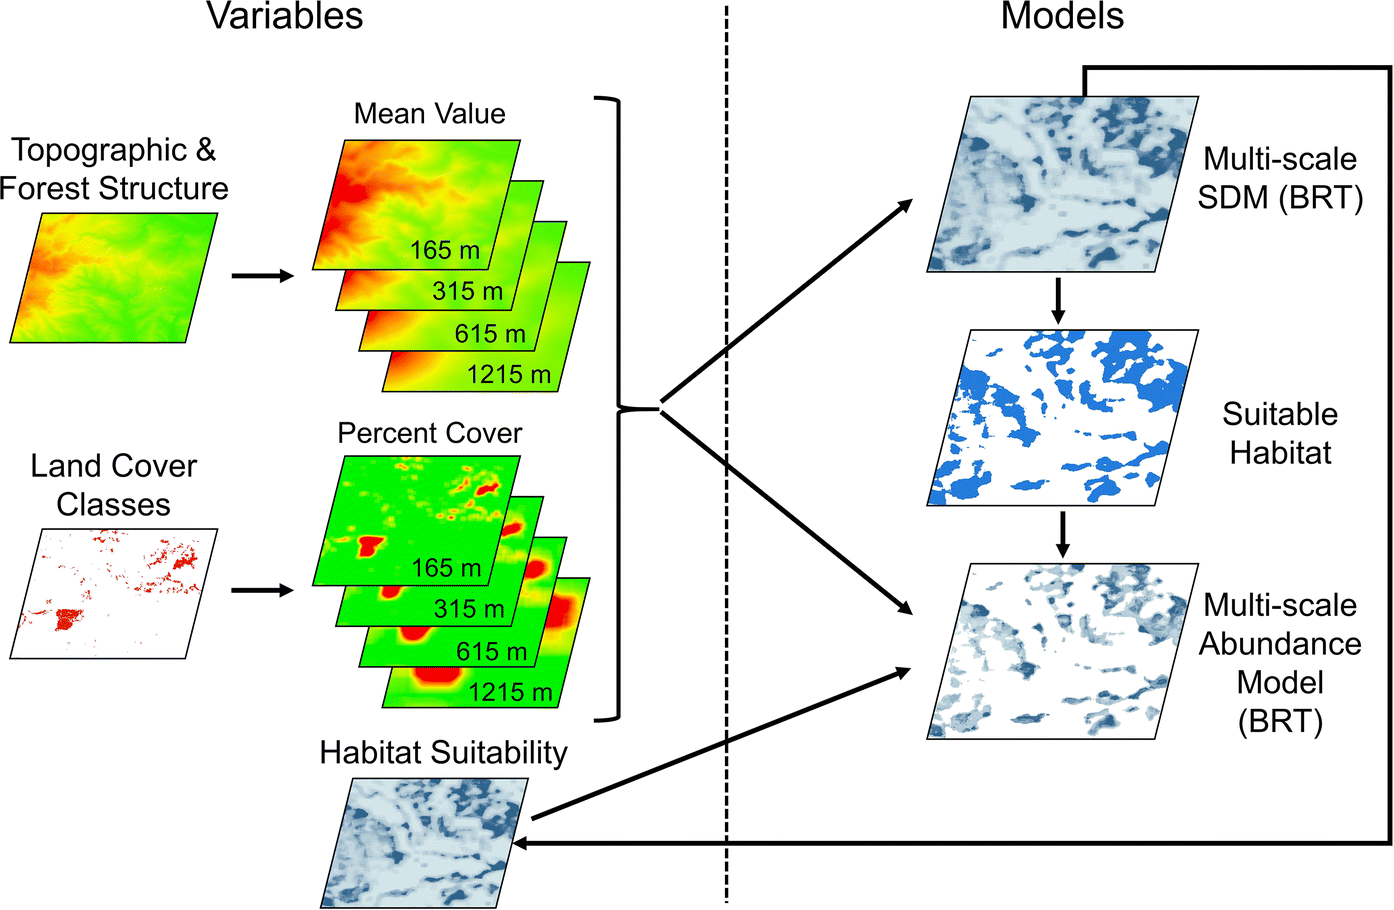 Variables
Models
Topographic &
Forest Structure
Mean Value
165 m
315 m
615 m
1215 m
Land Cover
Classes
Percent Cover
165 m
315 m
615 m
1215 m
Habitat Suitability
Multi-scale
SDM (BRT)
Suitable
Habitat
Multi-scale
Abundance
Model
(BRT)